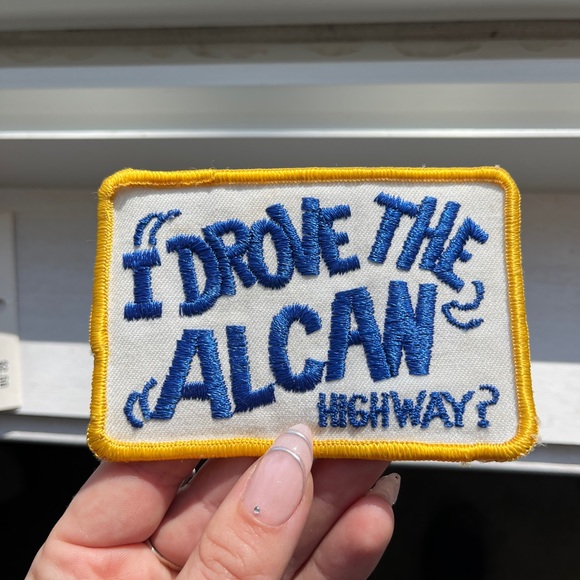 I DROVE THE
ALCAN
HIGHWAY?